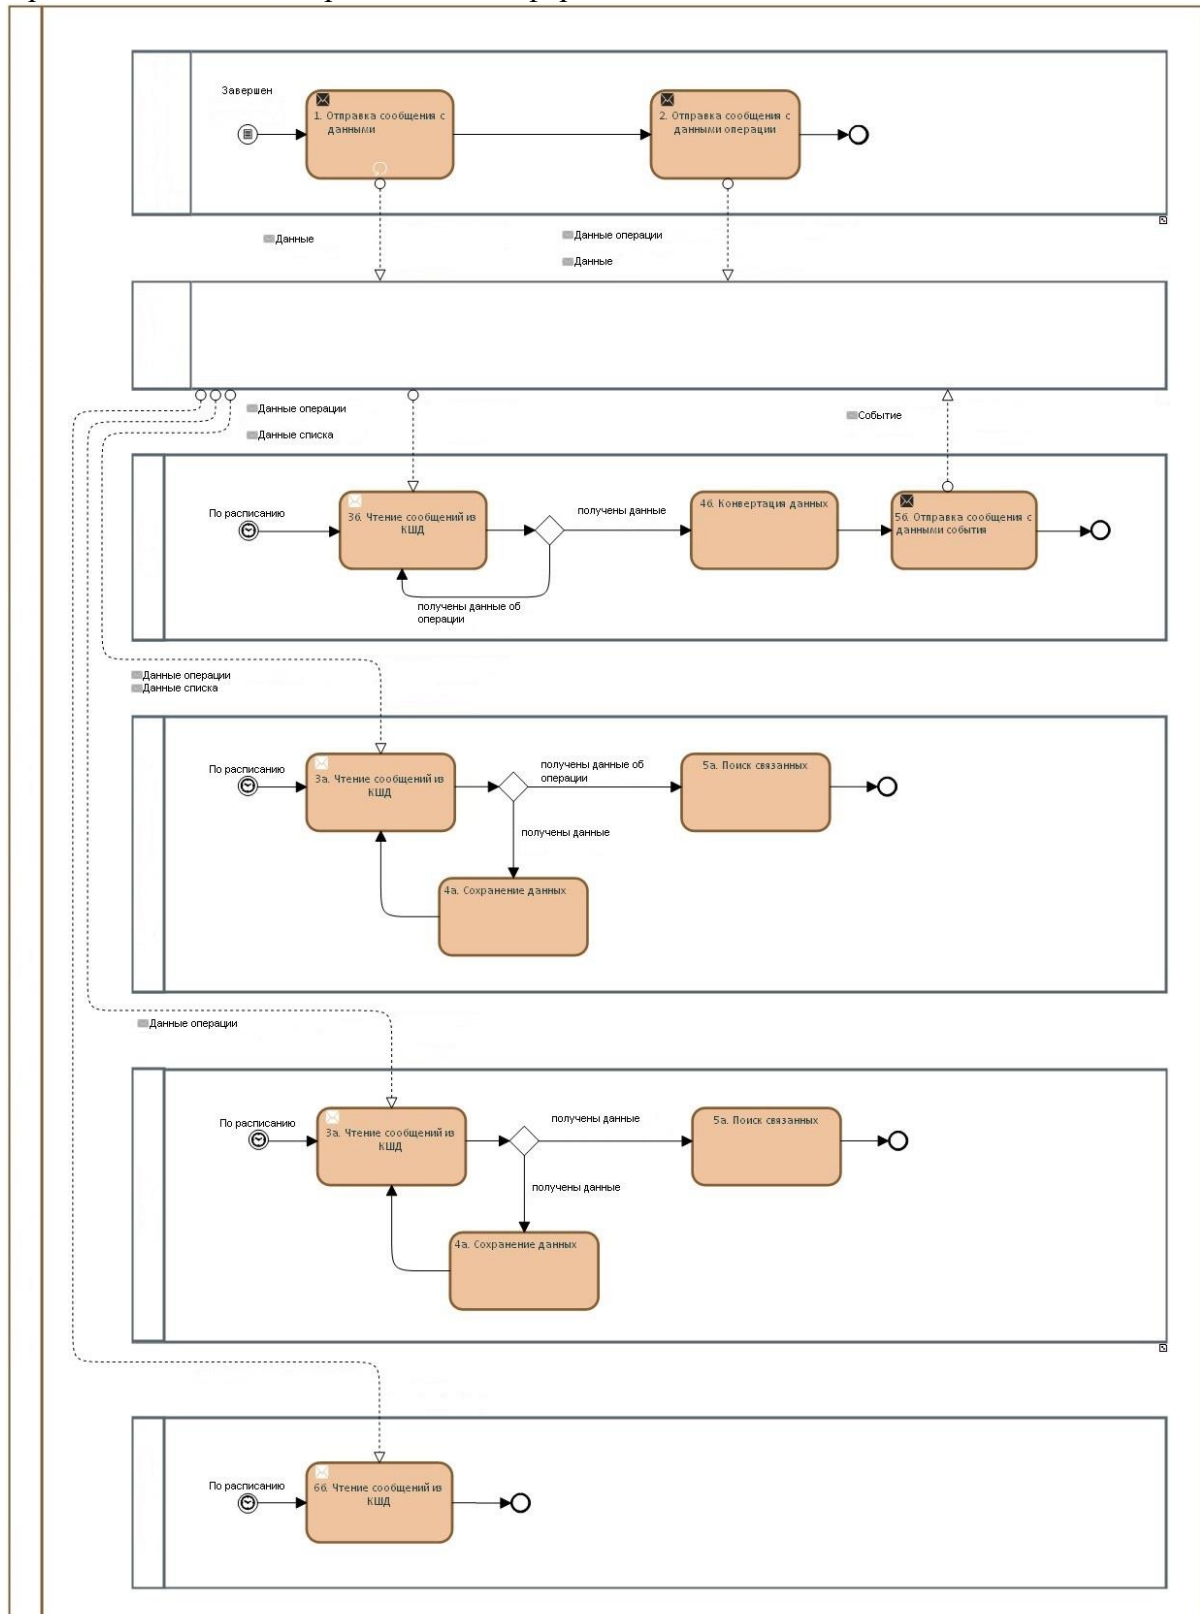 Завершен
1. Отправка сообщения с
данными
2. Отправка сообщения с
данными операции
Данные
Данные операции
Данные
Данные операции
Данные списка
Событие
По расписанию
3б. Чтение сообщений из
КШД
получены данные
4б. Конвертация данных
5б. Отправка сообщения с
данными события
получены данные об
операции
Данные операции
Данные списка
По расписанию
3а. Чтение сообщений из
КШД
получены данные об
операции
5а. Поиск связанных
получены данные
4а. Сохранение данных
Данные операции
По расписанию
3а. Чтение сообщений из
КШД
получены данные
5а. Поиск связанных
получены данные
4а. Сохранение данных
По расписанию
6б. Чтение сообщений из
КШД